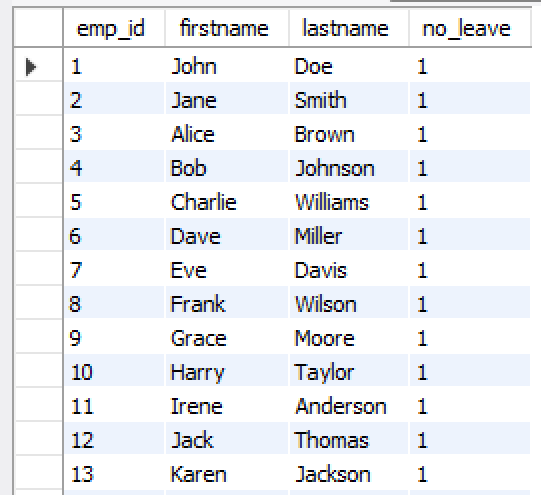 emp_id firstname lastname no_leave
1 John Doe 1
2 Jane Smith 1
3 Alice Brown 1
4 Bob Johnson 1
5 Charlie Williams 1
6 Dave Miller 1
7 Eve Davis 1
8 Frank Wilson 1
9 Grace Moore 1
10 Harry Taylor 1
11 Irene Anderson 1
12 Jack Thomas 1
13 Karen Jackson 1